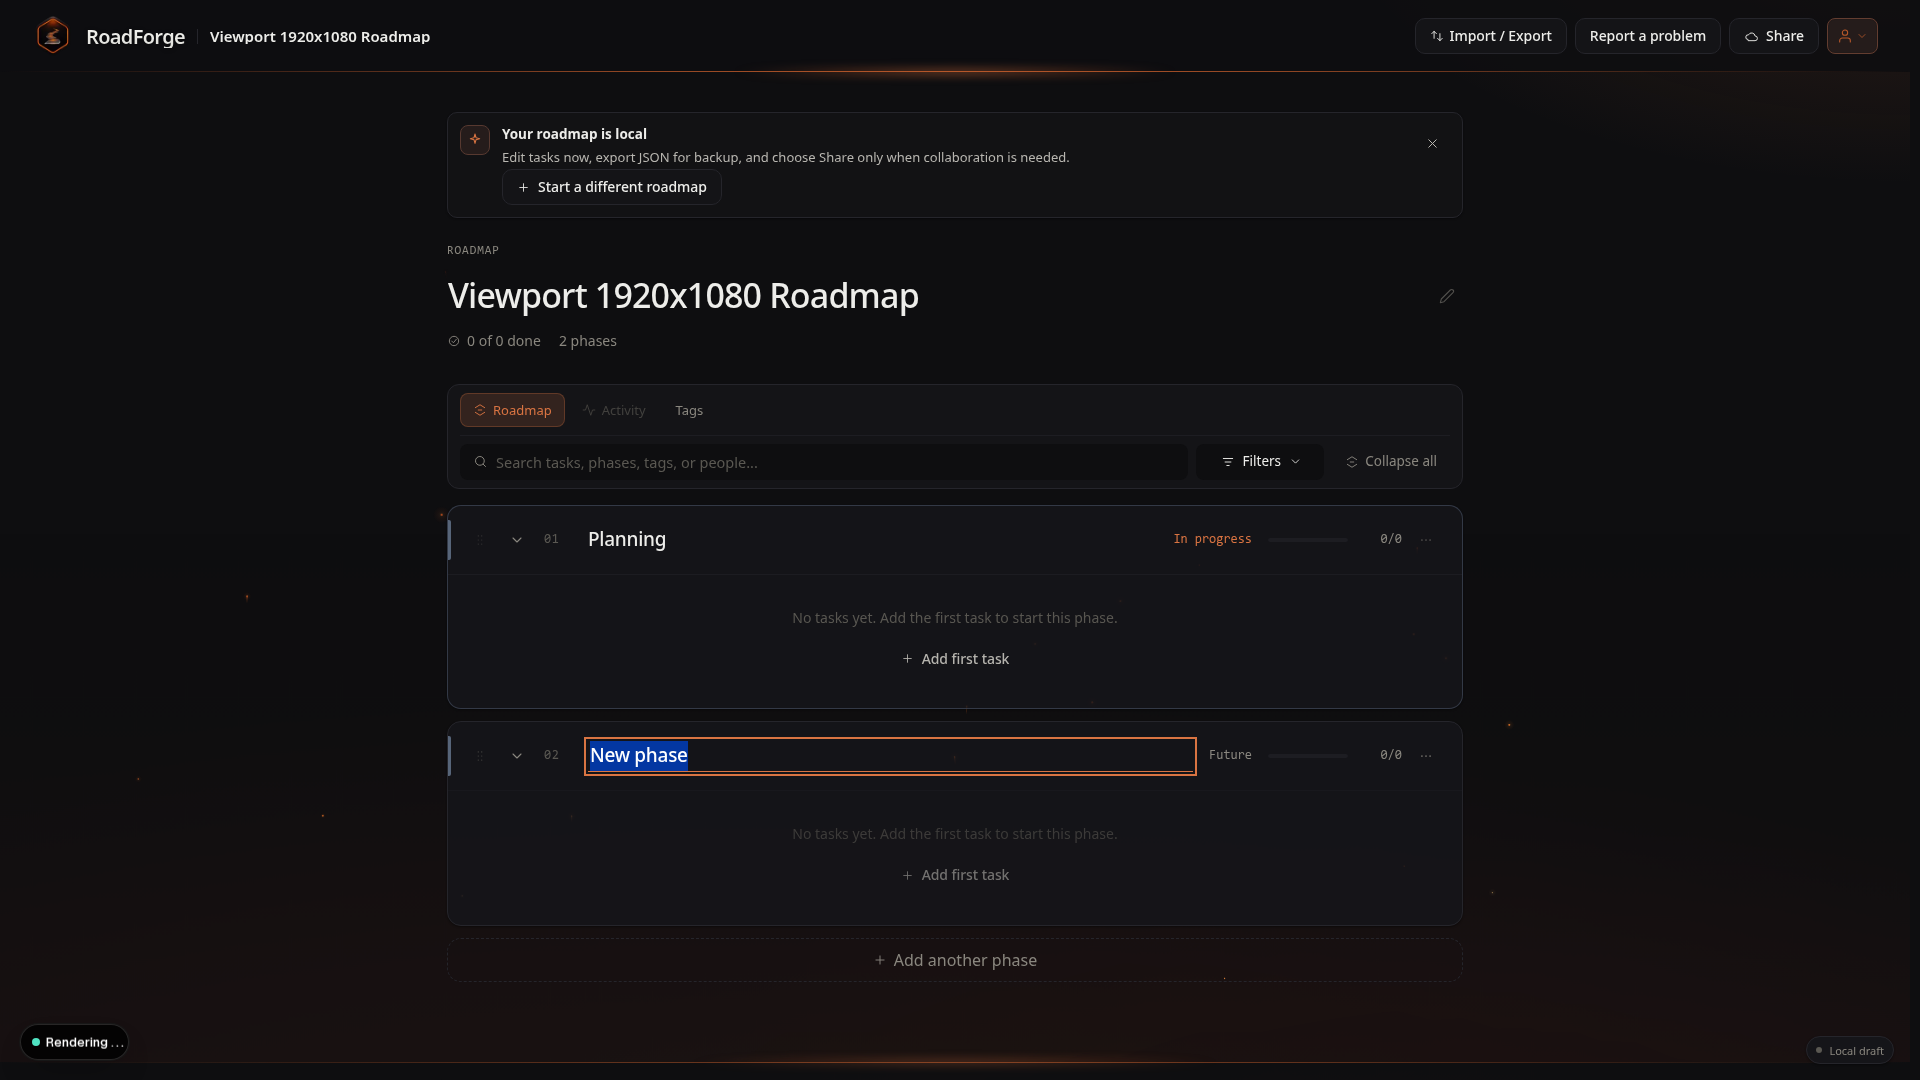 RoadForge
Viewport 1920x1080 Roadmap
Import / Export
Report a problem
Share
Your roadmap is local
Edit tasks now, export JSON for backup, and choose Share only when collaboration is needed.
Start a different roadmap
ROADMAP
Viewport 1920x1080 Roadmap
0 of 0 done 2 phases
Roadmap Activity Tags
Search tasks, phases, tags, or people...
Filters
Collapse all
01 Planning In progress 0/0
No tasks yet. Add the first task to start this phase.
Add first task
02 New phase Future 0/0
No tasks yet. Add the first task to start this phase.
Add first task
Add another phase
Rendering ...
Local draft